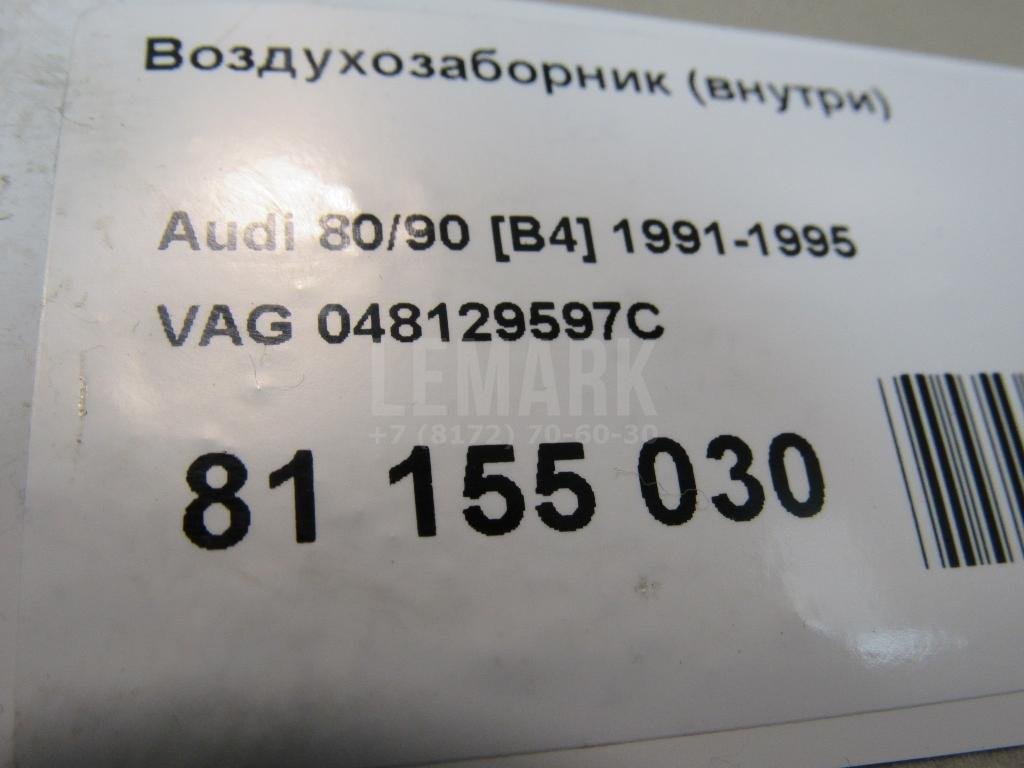 Воздухозаборник (внутри)
Audi 80/90 [B4] 1991-1995
VAG 048129597C
LEMARK
+7 (8172) 70-60-30
81 155 030